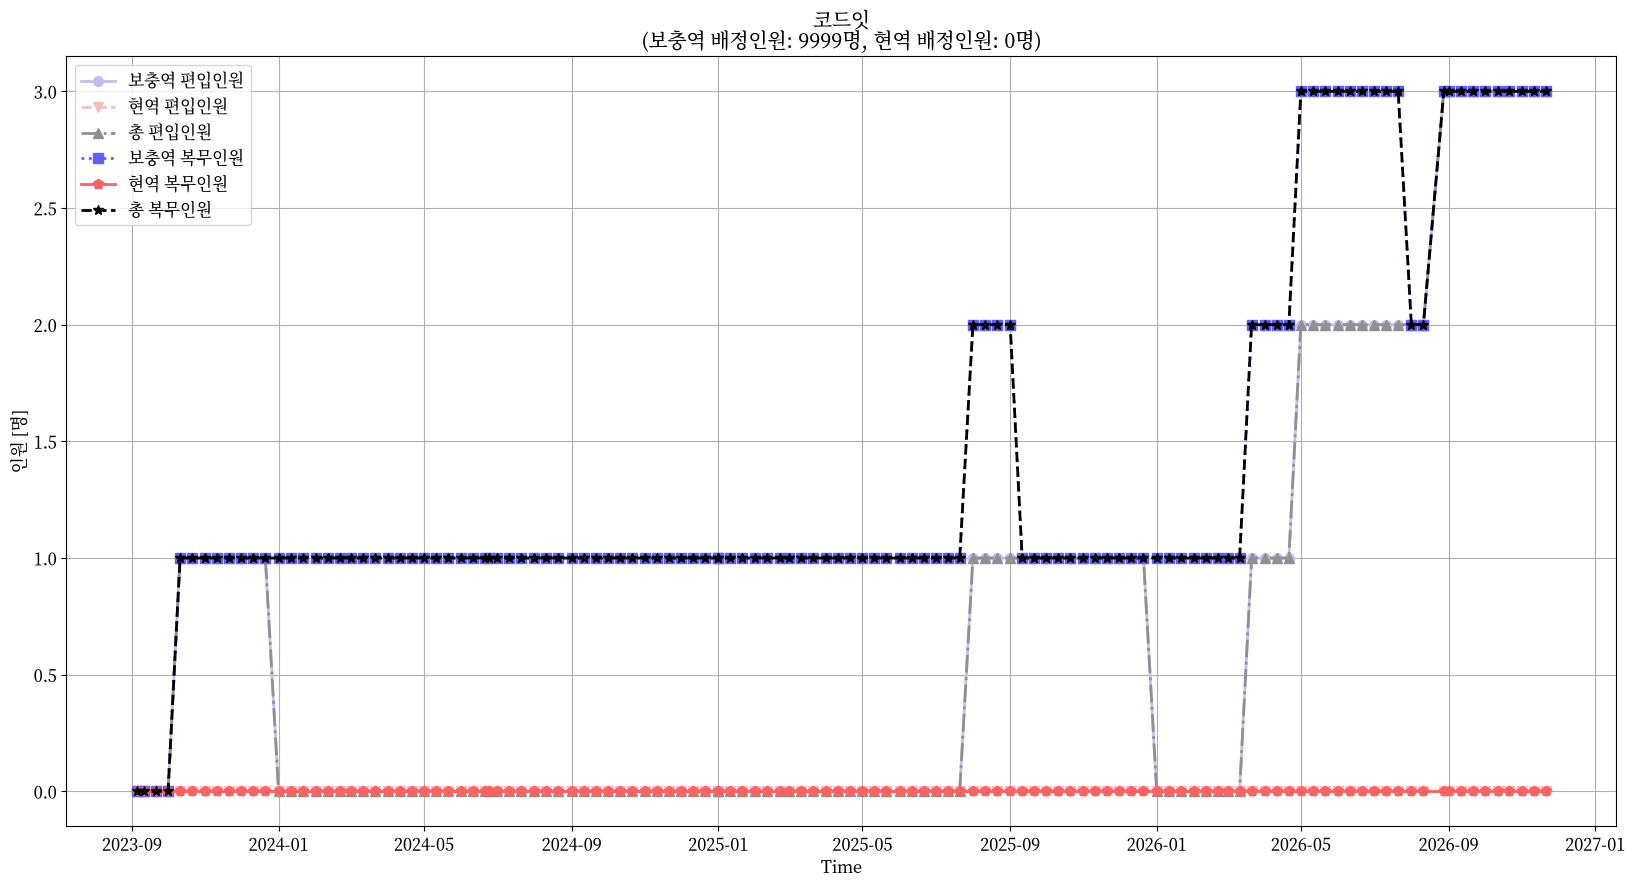 코드잇
(보충역 배정인원: 9999명, 현역 배정인원: 0명)
보충역 편입인원
현역 편입인원
총 편입인원
보충역 복무인원
현역 복무인원
총 복무인원
인원 [명]
3.0
2.5
2.0
1.5
1.0
0.5
0.0
2023-09
2024-01
2024-05
2024-09
2025-01
2025-05
2025-09
2026-01
2026-05
2026-09
2027-01
Time